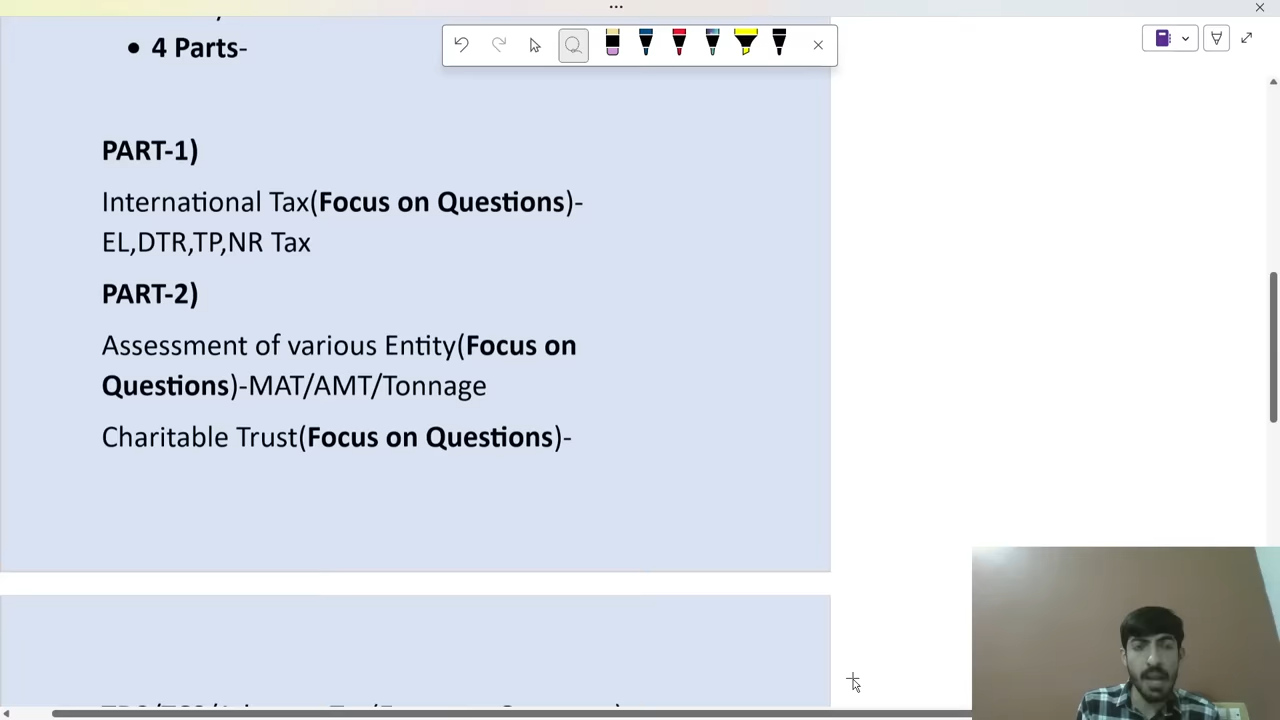 • 4 Parts-
PART-1)
International Tax(Focus on Questions)-
EL,DTR,TP,NR Tax
PART-2)
Assessment of various Entity(Focus on
Questions)-MAT/AMT/Tonnage
Charitable Trust(Focus on Questions)-